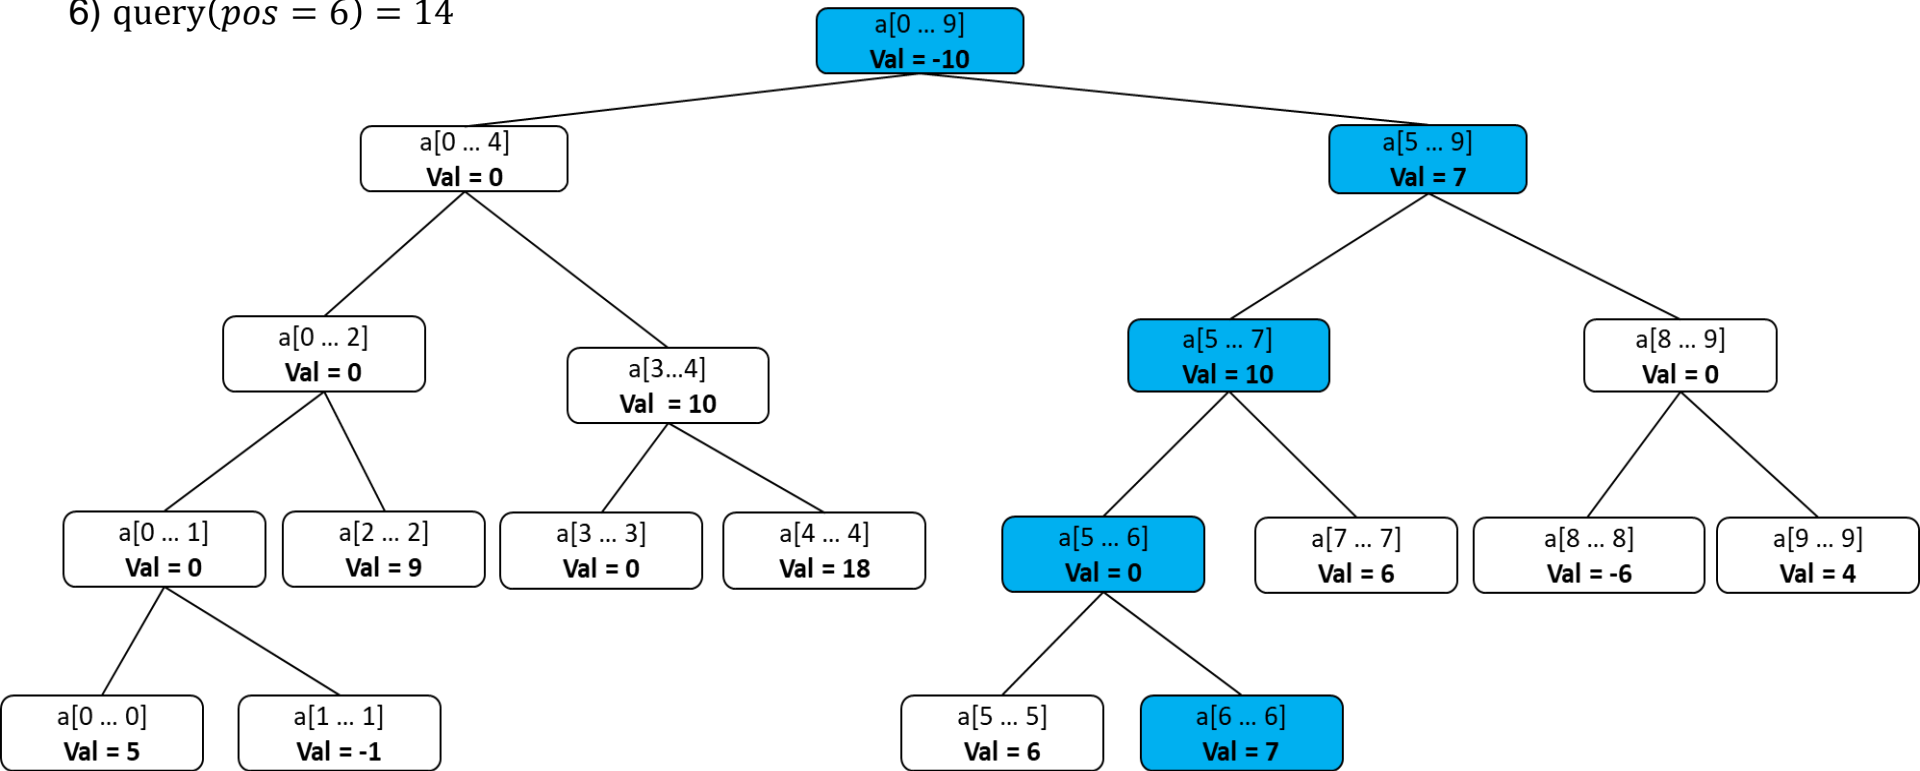 6) query(pos = 6) = 14
a[0 ... 9]
Val = -10
a[0 ... 4]
Val = 0
a[5 ... 9]
Val = 7
a[0 ... 2]
Val = 0
a[3...4]
Val = 10
a[5 ... 7]
Val = 10
a[8 ... 9]
Val = 0
a[0 ... 1]
Val = 0
a[2 ... 2]
Val = 9
a[3 ... 3]
Val = 0
a[4 ... 4]
Val = 18
a[5 ... 6]
Val = 0
a[7 ... 7]
Val = 6
a[8 ... 8]
Val = -6
a[9 ... 9]
Val = 4
a[0 ... 0]
Val = 5
a[1 ... 1]
Val = -1
a[5 ... 5]
Val = 6
a[6 ... 6]
Val = 7